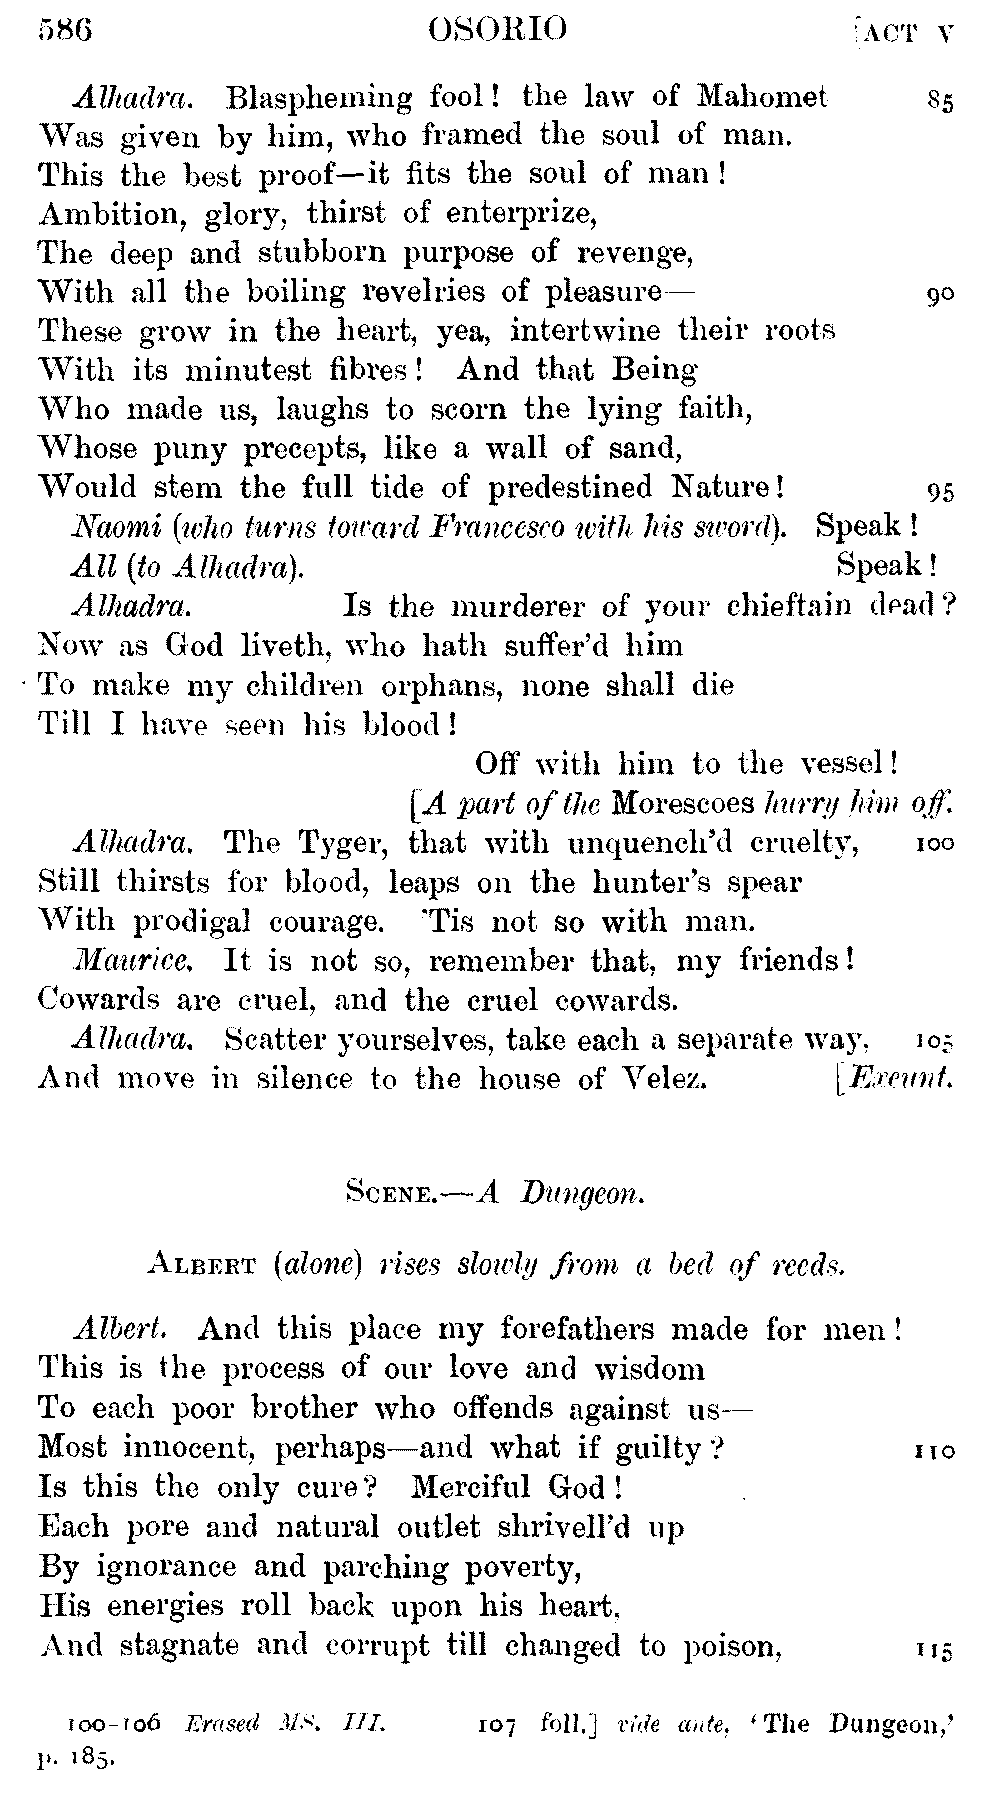 586 OSORIO [ACT V
Alhadra. Blaspheming fool! the law of Mahomet 85
Was given by him, who framed the soul of man.
This the best proof—it fits the soul of man!
Ambition, glory, thirst of enterprize,
The deep and stubborn purpose of revenge,
With all the boiling revelries of pleasure— 90
These grow in the heart, yea, intertwine their roots
With its minutest fibres! And that Being
Who made us, laughs to scorn the lying faith,
Whose puny precepts, like a wall of sand,
Would stem the full tide of predestined Nature! 95
Naomi (who turns toward Francesco with his sword). Speak!
All (to Alhadra). Speak!
Alhadra. Is the murderer of your chieftain dead?
Now as God liveth, who hath suffer'd him
To make my children orphans, none shall die
Till I have seen his blood!
Off with him to the vessel!
[A part of the Morescoes hurry him off.
Alhadra. The Tyger, that with unquench'd cruelty, 100
Still thirsts for blood, leaps on the hunter's spear
With prodigal courage. 'Tis not so with man.
Maurice. It is not so, remember that, my friends!
Cowards are cruel, and the cruel cowards.
Alhadra. Scatter yourselves, take each a separate way, 105
And move in silence to the house of Velez. [Exeunt.
SCENE.—A Dungeon.
ALBERT (alone) rises slowly from a bed of reeds.
Albert. And this place my forefathers made for men!
This is the process of our love and wisdom
To each poor brother who offends against us—
Most innocent, perhaps—and what if guilty? 110
Is this the only cure? Merciful God!
Each pore and natural outlet shrivell'd up
By ignorance and parching poverty,
His energies roll back upon his heart,
And stagnate and corrupt till changed to poison, 115
100-106 Erased MS. III. 107 foll.] vide ante, 'The Dungeon,'
p. 185.